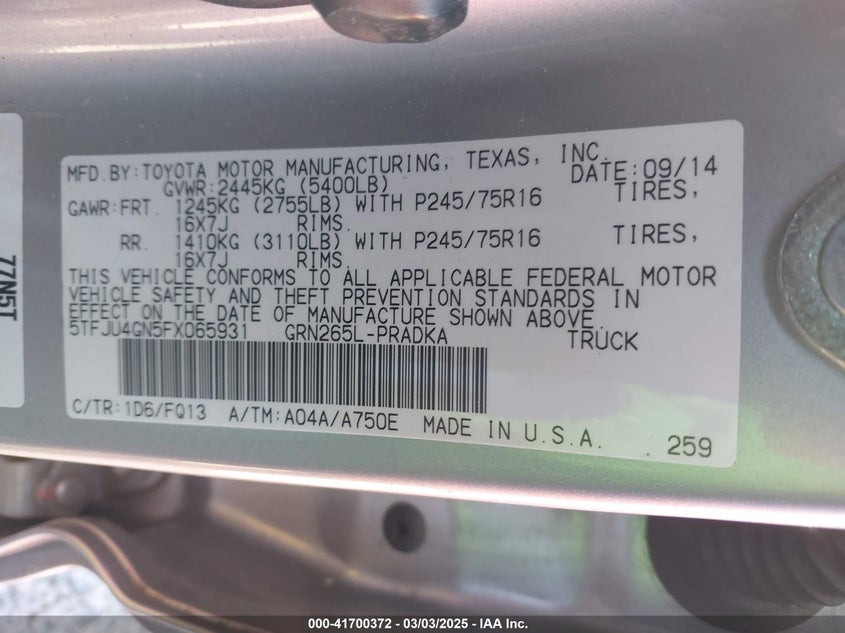 MFD.BY:TOYOTA MOTOR MANUFACTURING, TEXAS, INC. DATE:09/14
GVWR:2445KG (5400LB)
GAWR:FRT. 1245KG (2755LB) WITH P245/75R16 TIRES,
16X7J RIMS.
RR. 1410KG (3110LB) WITH P245/75R16 TIRES,
16X7J RIMS.
THIS VEHICLE CONFORMS TO ALL APPLICABLE FEDERAL MOTOR
VEHICLE SAFETY AND THEFT PREVENTION STANDARDS IN
EFFECT ON THE DATE OF MANUFACTURE SHOWN ABOVE.
5TFJU4GN5FX065931 GRN265L-PRADKA TRUCK
C/TR:1D6/FQ13 A/TM:A04A/A750E MADE IN U.S.A. 259
77N5T
000-41700372 - 03/03/2025 - IAA Inc.